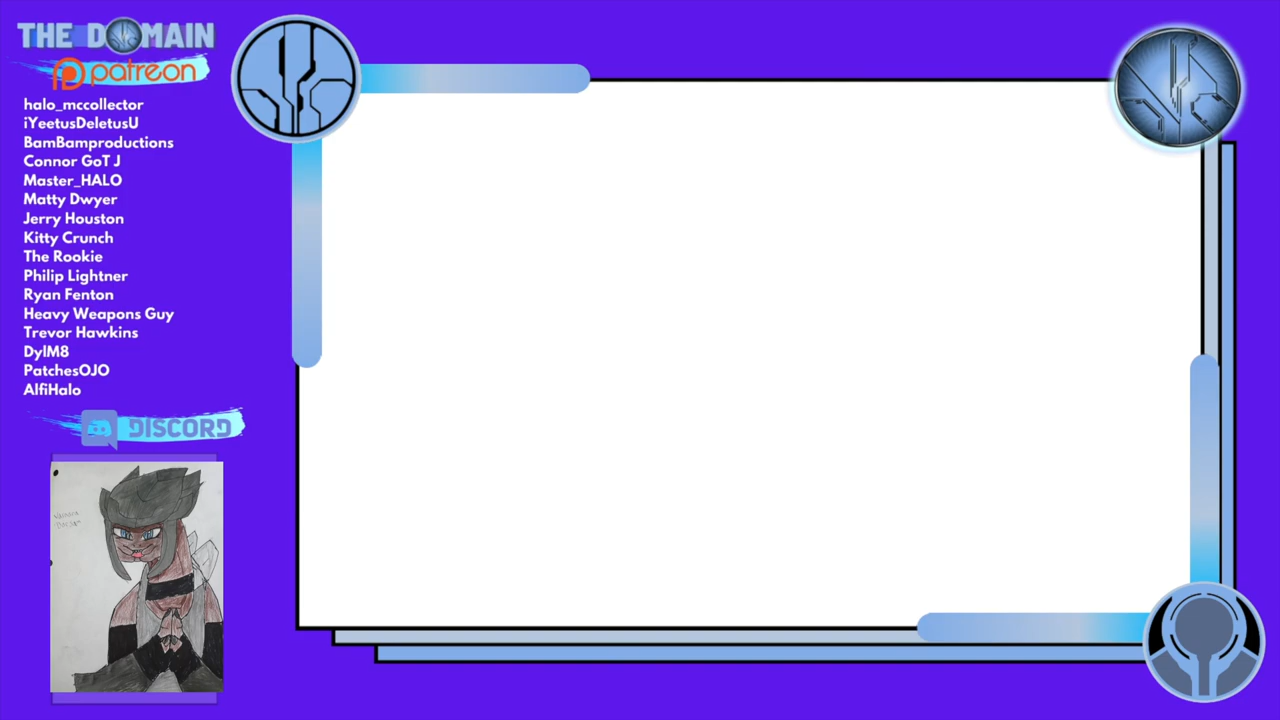 THE DOMAIN
patreon
halo_mccollector
iYeetusDeletusU
BamBamproductions
Connor GoT J
Master_HALO
Matty Dwyer
Jerry Houston
Kitty Crunch
The Rookie
Philip Lightner
Ryan Fenton
Heavy Weapons Guy
Trevor Hawkins
DylM8
PatchesOJO
AlfiHalo
DISCORD